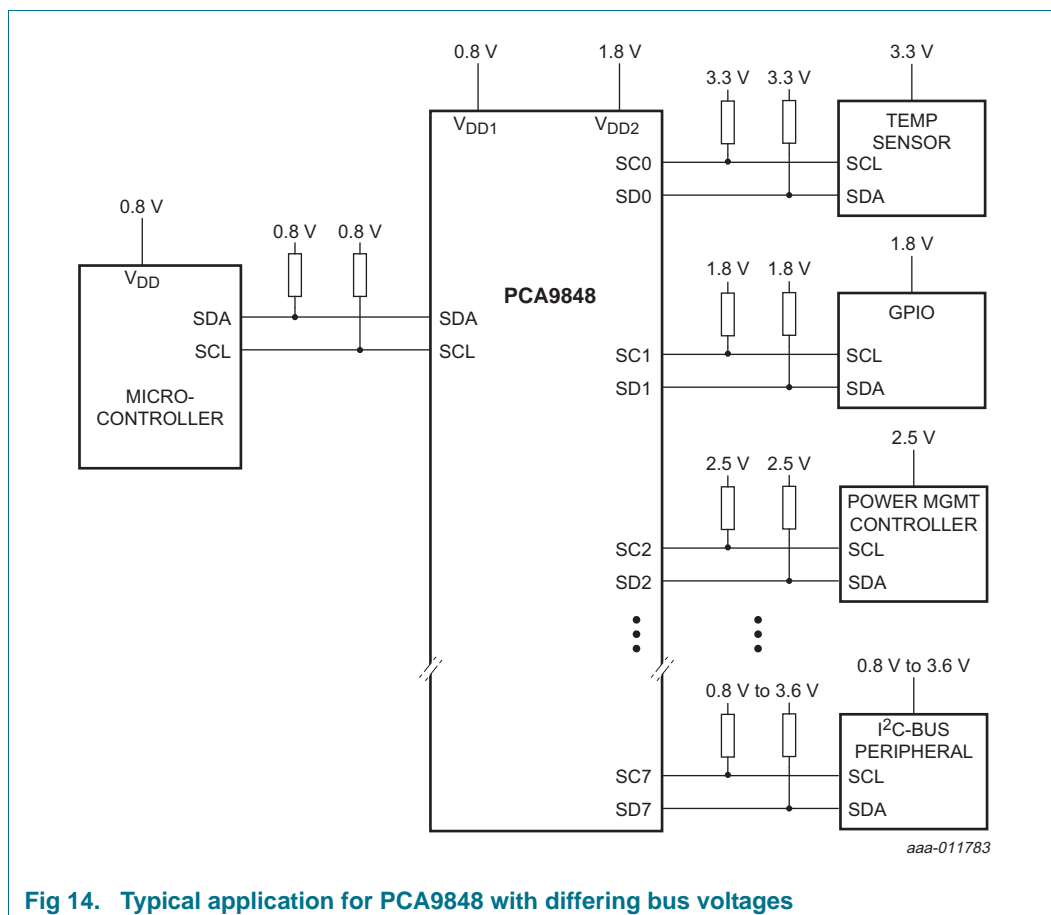 0.8 V
1.8 V
3.3 V
3.3 V
3.3 V
VDD1
VDD2
TEMP
SENSOR
SC0
SCL
SD0
SDA
0.8 V
0.8 V
0.8 V
VDD
SDA
SCL
MICRO-
CONTROLLER
PCA9848
SDA
SCL
1.8 V
1.8 V
1.8 V
GPIO
SC1
SCL
SD1
SDA
2.5 V
2.5 V
2.5 V
POWER MGMT
CONTROLLER
SC2
SCL
SD2
SDA
0.8 V to 3.6 V
0.8 V to 3.6 V
I2C-BUS
PERIPHERAL
SC7
SCL
SD7
SDA
aaa-011783
Fig 14. Typical application for PCA9848 with differing bus voltages